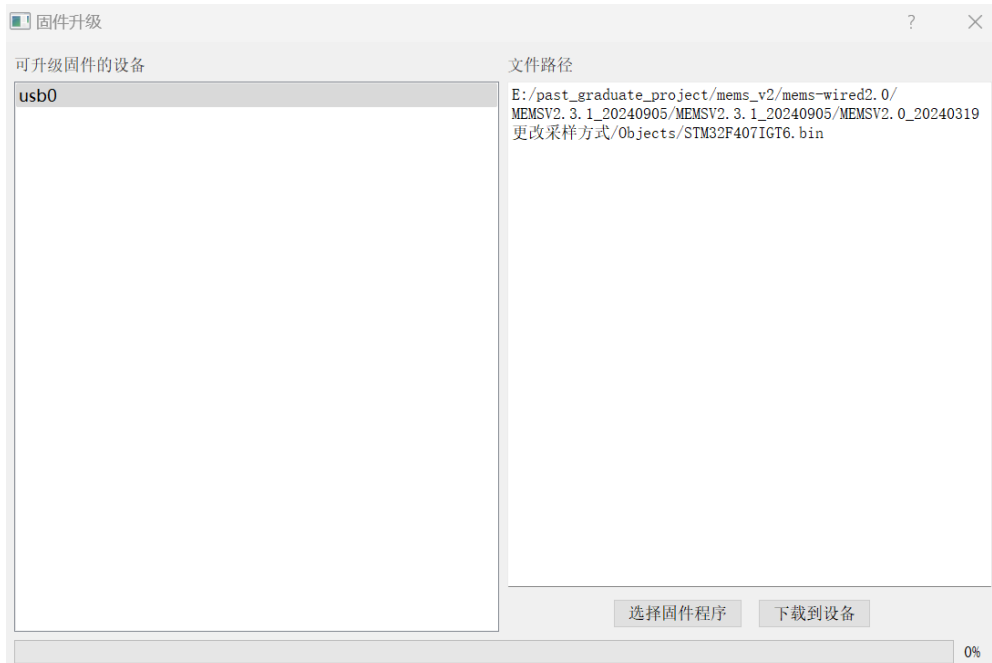 固件升级
可升级固件的设备
usb0
文件路径
E:/past_graduate_project/mems_v2/mems-wired2.0/
MEMSV2.3.1_20240905/MEMSV2.3.1_20240905/MEMSV2.0_20240319
更改采样方式/Objects/STM32F407IGT6.bin
选择固件程序
下载到设备
0%